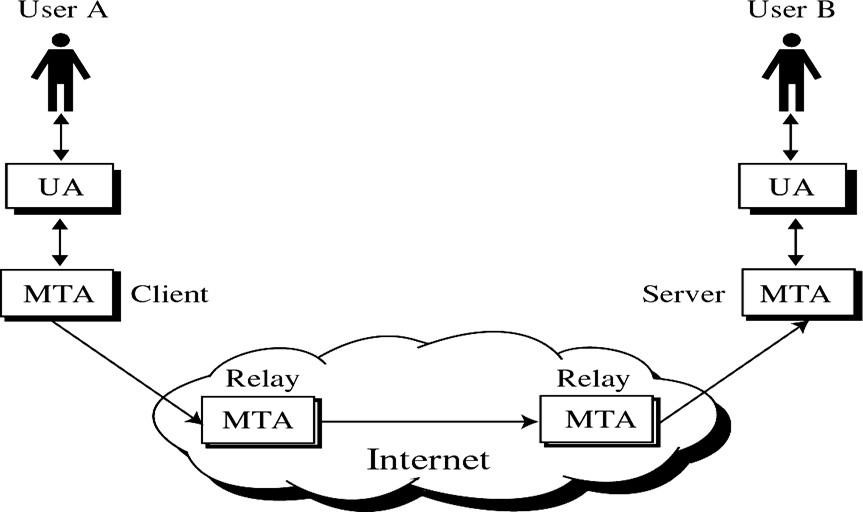 User A
User B
UA
UA
MTA
Client
Server
MTA
Relay
Relay
MTA
MTA
Internet